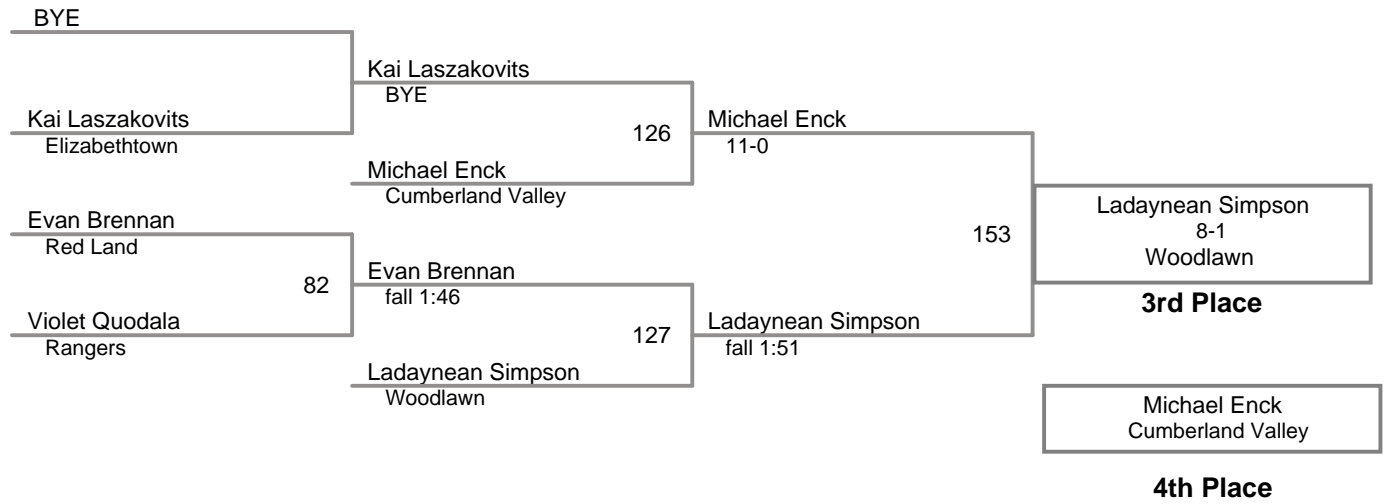 BYE
Kai Laszakovits
Elizabethtown
Evan Brennan
Red Land
82
Violet Quodala
Rangers
Kai Laszakovits
BYE
126
Michael Enck
Cumberland Valley
Evan Brennan
fall 1:46
127
Ladaynean Simpson
Woodlawn
Michael Enck
11-0
153
Ladaynean Simpson
fall 1:51
Ladaynean Simpson
8-1
Woodlawn
3rd Place
Michael Enck
Cumberland Valley
4th Place